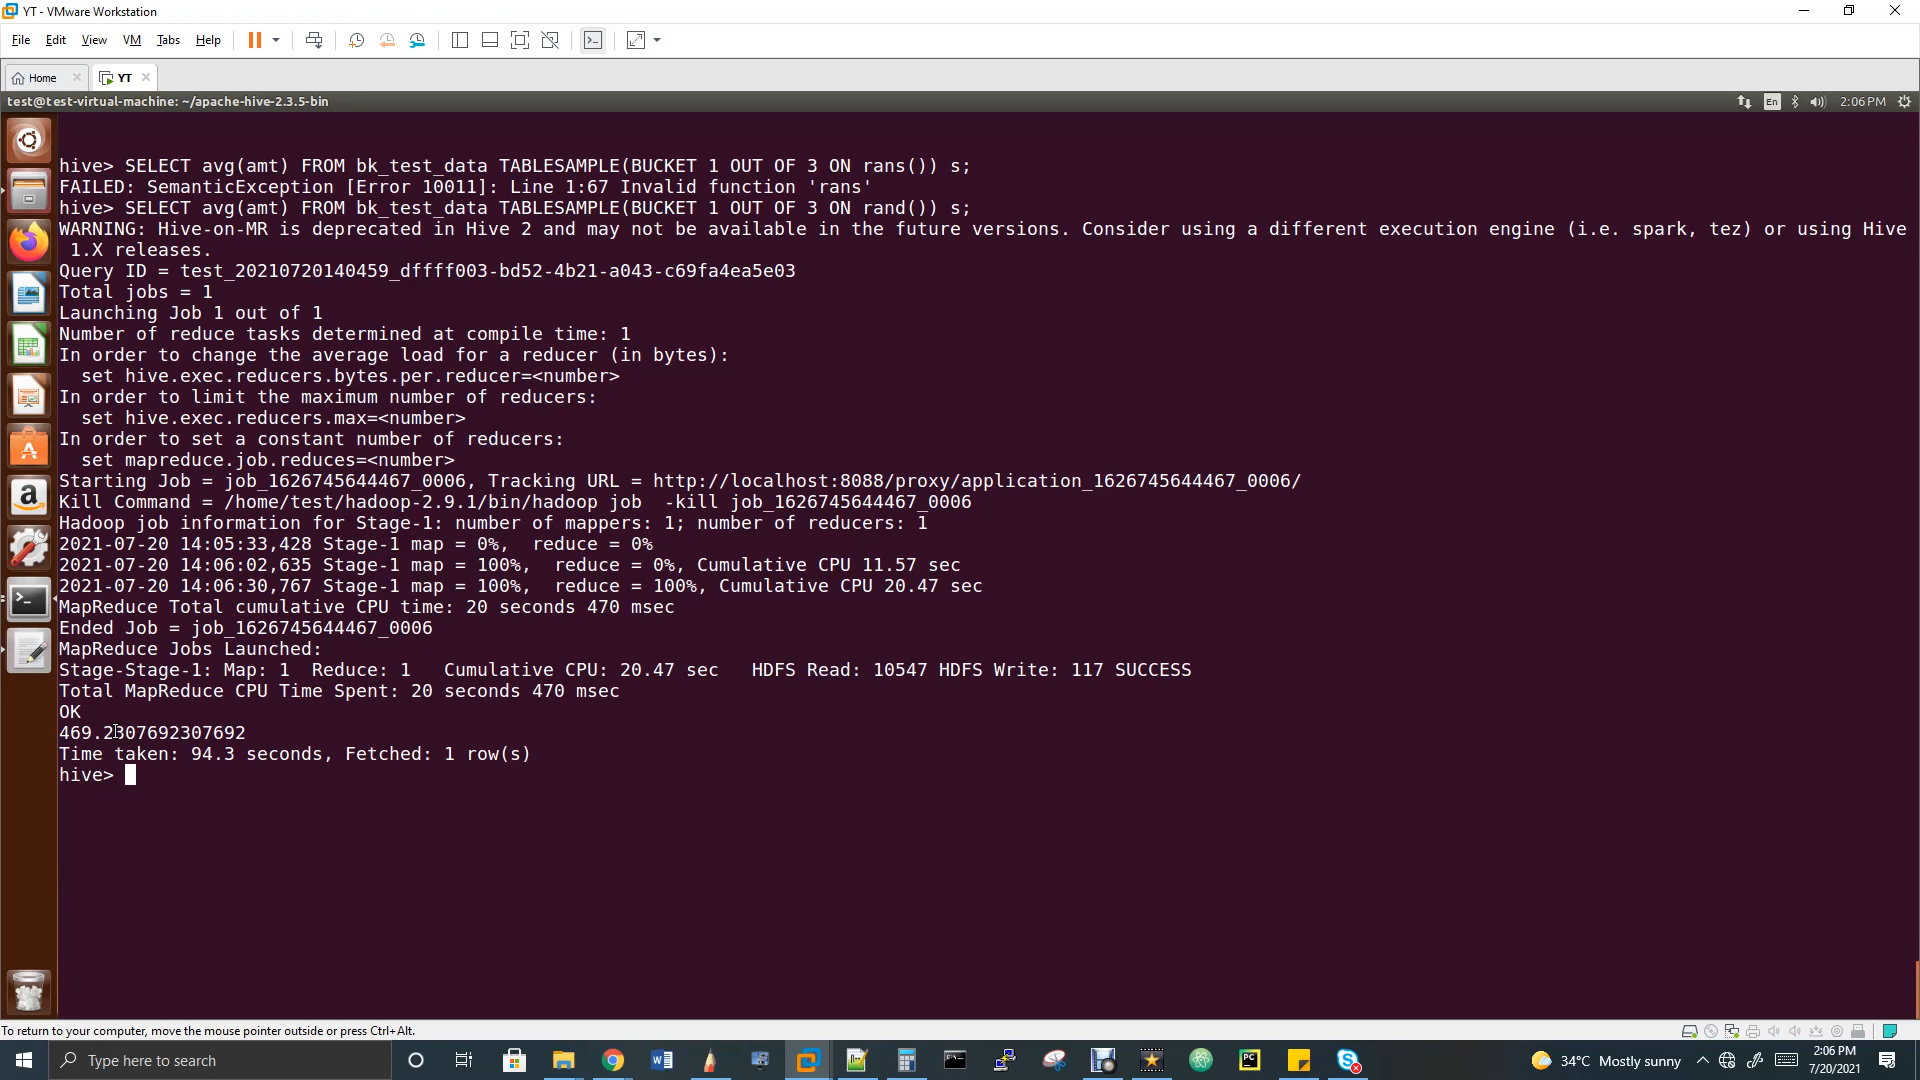 YT - VMware Workstation
File Edit View VM Tabs Help
Home YT
test@test-virtual-machine: ~/apache-hive-2.3.5-bin En 2:06 PM
hive> SELECT avg(amt) FROM bk_test_data TABLESAMPLE(BUCKET 1 OUT OF 3 ON rans()) s;
FAILED: SemanticException [Error 10011]: Line 1:67 Invalid function 'rans'
hive> SELECT avg(amt) FROM bk_test_data TABLESAMPLE(BUCKET 1 OUT OF 3 ON rand()) s;
WARNING: Hive-on-MR is deprecated in Hive 2 and may not be available in the future versions. Consider using a different execution engine (i.e. spark, tez) or using Hive
 1.X releases.
Query ID = test_20210720140459_dffff003-bd52-4b21-a043-c69fa4ea5e03
Total jobs = 1
Launching Job 1 out of 1
Number of reduce tasks determined at compile time: 1
In order to change the average load for a reducer (in bytes):
  set hive.exec.reducers.bytes.per.reducer=<number>
In order to limit the maximum number of reducers:
  set hive.exec.reducers.max=<number>
In order to set a constant number of reducers:
  set mapreduce.job.reduces=<number>
Starting Job = job_1626745644467_0006, Tracking URL = http://localhost:8088/proxy/application_1626745644467_0006/
Kill Command = /home/test/hadoop-2.9.1/bin/hadoop job  -kill job_1626745644467_0006
Hadoop job information for Stage-1: number of mappers: 1; number of reducers: 1
2021-07-20 14:05:33,428 Stage-1 map = 0%,  reduce = 0%
2021-07-20 14:06:02,635 Stage-1 map = 100%,  reduce = 0%, Cumulative CPU 11.57 sec
2021-07-20 14:06:30,767 Stage-1 map = 100%,  reduce = 100%, Cumulative CPU 20.47 sec
MapReduce Total cumulative CPU time: 20 seconds 470 msec
Ended Job = job_1626745644467_0006
MapReduce Jobs Launched:
Stage-Stage-1: Map: 1  Reduce: 1   Cumulative CPU: 20.47 sec   HDFS Read: 10547 HDFS Write: 117 SUCCESS
Total MapReduce CPU Time Spent: 20 seconds 470 msec
OK
469.2307692307692
Time taken: 94.3 seconds, Fetched: 1 row(s)
hive>
To return to your computer, move the mouse pointer outside or press Ctrl+Alt.
Type here to search 34°C Mostly sunny 2:06 PM
7/20/2021